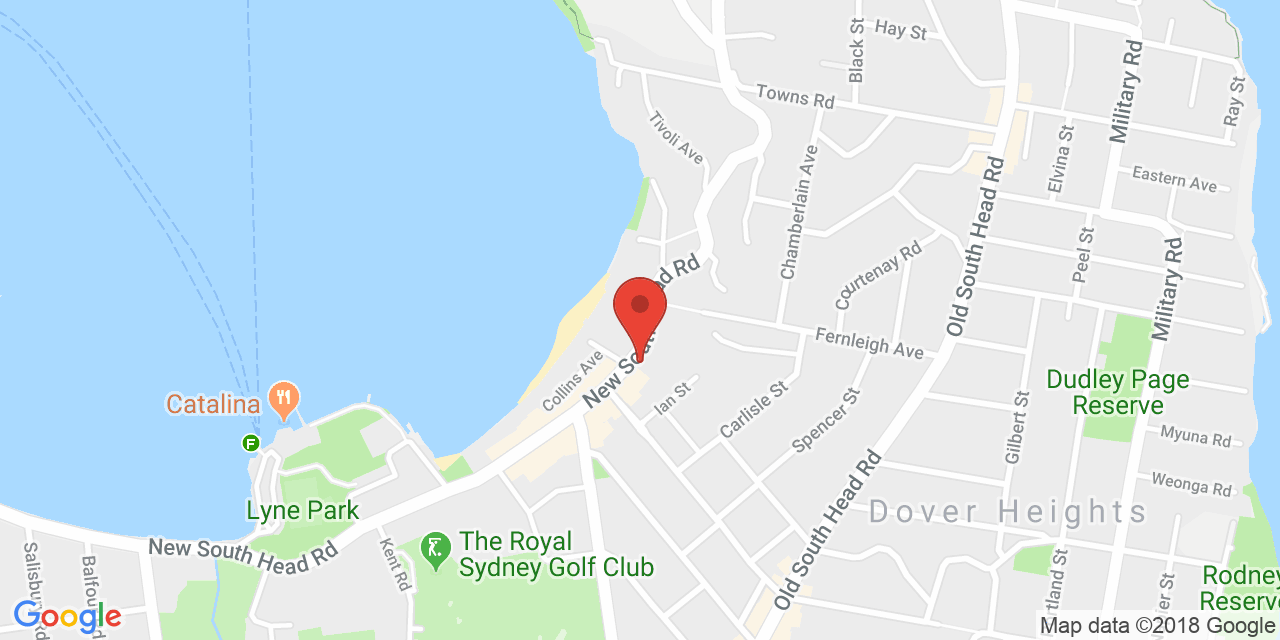 Hay St
Black St
Military Rd
Ray St
Towns Rd
Tivoli Ave
Elvina St
Chamberlain Ave
Eastern Ave
Old South Head Rd
Peel St
Courtenay Rd
Military Rd
New South Head Rd
Fernleigh Ave
Collins Ave
Ian St
Carlisle St
Spencer St
Dudley Page
Reserve
Catalina
F
Gilbert St
Myuna Rd
Weonga Rd
Lyne Park
Dover Heights
Old South Head Rd
New South Head Rd
Kent Rd
The Royal
Sydney Golf Club
Salisbury Rd
Balfour Rd
Rodney
Reserve
Google
Map data ©2018 Google